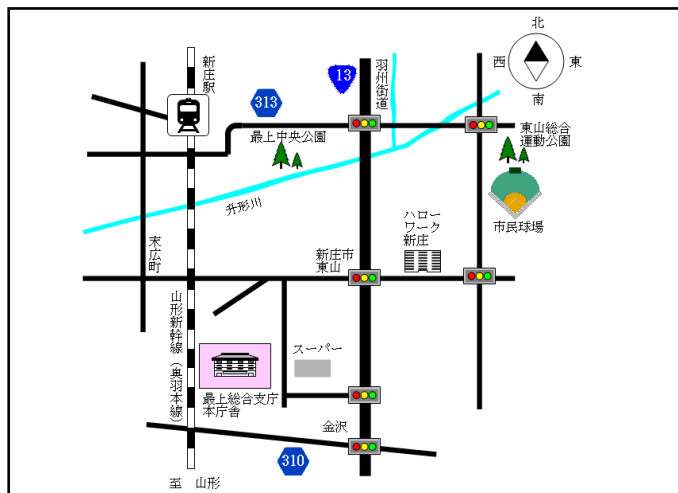 北
西
東
南
新庄駅
13
羽州街道
313
最上中央公園
東山総合
運動公園
市民球場
升形川
ハロー
ワーク
新庄
末広町
新庄市
東山
山形新幹線（奥羽本線）
スーパー
最上総合支庁
本庁舎
金沢
310
至 山形